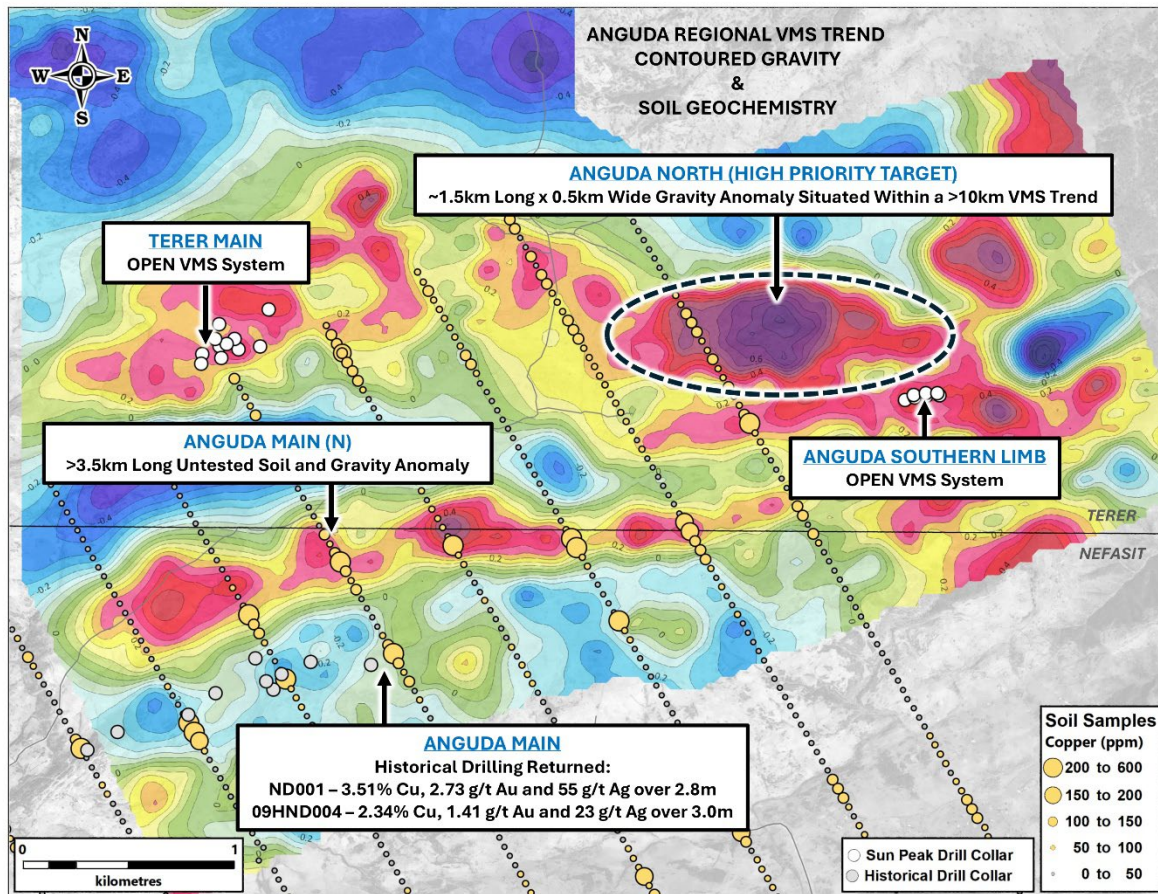 N
W E
S
ANGUDA REGIONAL VMS TREND
CONTOURED GRAVITY
&
SOIL GEOCHEMISTRY
ANGUDA NORTH (HIGH PRIORITY TARGET)
~1.5km Long x 0.5km Wide Gravity Anomaly Situated Within a >10km VMS Trend
TERER MAIN
OPEN VMS System
ANGUDA MAIN (N)
>3.5km Long Untested Soil and Gravity Anomaly
ANGUDA SOUTHERN LIMB
OPEN VMS System
TERER
NEFASIT
ANGUDA MAIN
Historical Drilling Returned:
ND001 – 3.51% Cu, 2.73 g/t Au and 55 g/t Ag over 2.8m
09HND004 – 2.34% Cu, 1.41 g/t Au and 23 g/t Ag over 3.0m
0 1
kilometres
Sun Peak Drill Collar
Historical Drill Collar
Soil Samples
Copper (ppm)
200 to 600
150 to 200
100 to 150
50 to 100
0 to 50